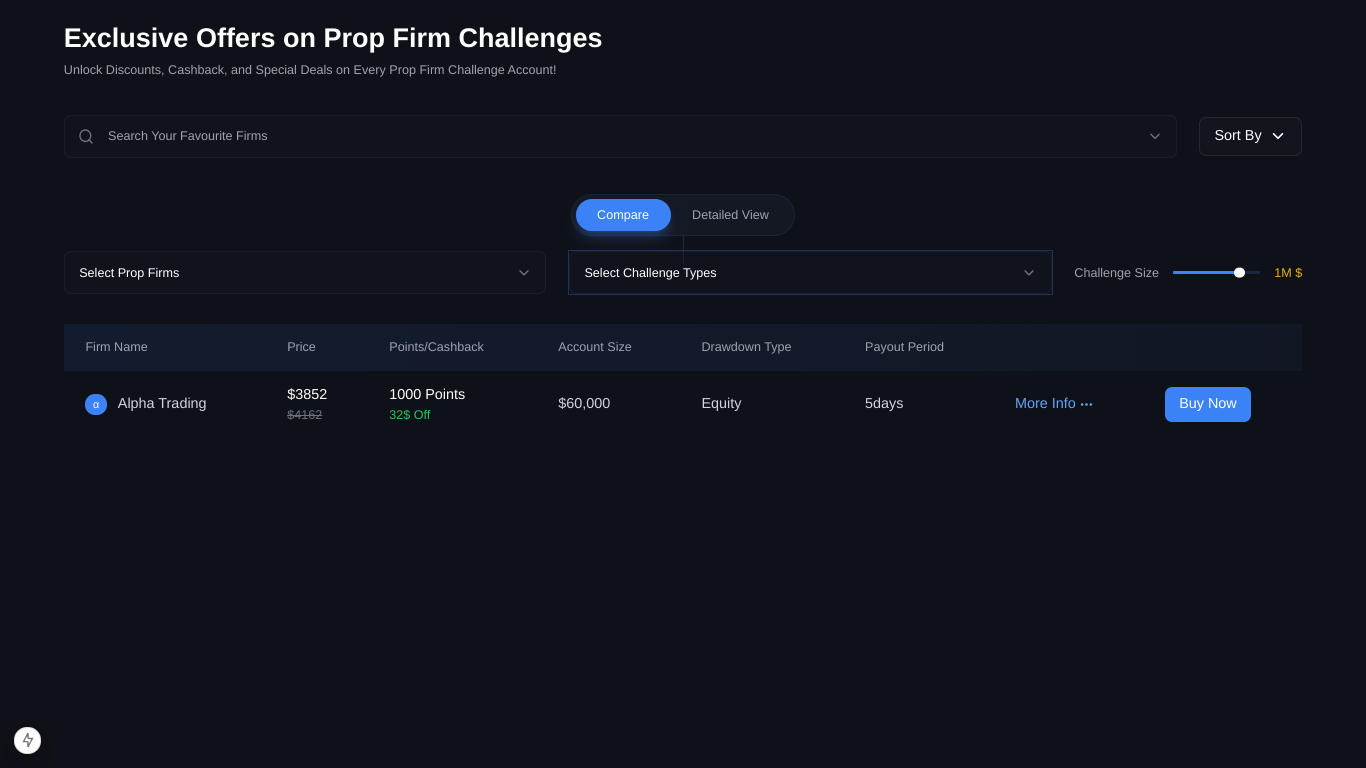 Exclusive Offers on Prop Firm Challenges
Unlock Discounts, Cashback, and Special Deals on Every Prop Firm Challenge Account!
Search Your Favourite Firms
Sort By
Compare
Detailed View
Select Prop Firms
Select Challenge Types
Challenge Size
1M $
Firm Name
Price
Points/Cashback
Account Size
Drawdown Type
Payout Period
α
Alpha Trading
$3852
$4162
1000 Points
32$ Off
$60,000
Equity
5days
More Info •••
Buy Now